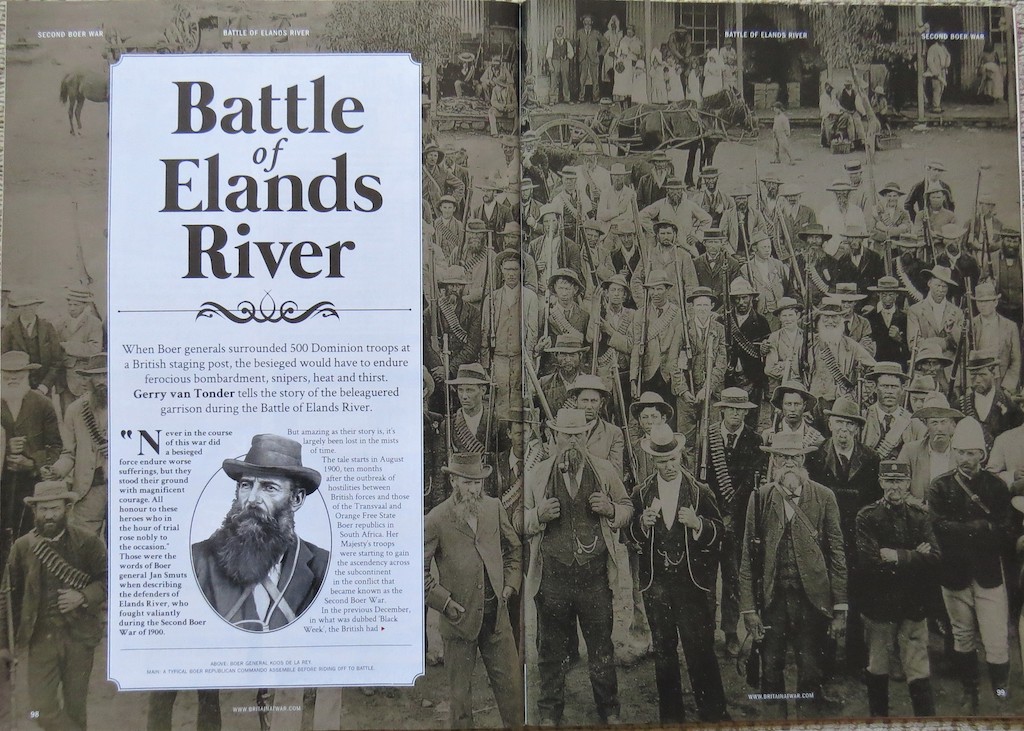 SECOND BOER WAR
BATTLE OF ELANDS RIVER
BATTLE OF ELANDS RIVER
SECOND BOER WAR
Battle
of
Elands
River
When Boer generals surrounded 500 Dominion troops at
a British staging post, the besieged would have to endure
ferocious bombardment, snipers, heat and thirst.
Gerry van Tonder tells the story of the beleaguered
garrison during the Battle of Elands River.
"Never in the course
of this war did
a besieged
force endure worse
sufferings, but they
stood their ground
with magnificent
courage. All
honour to these
heroes who in
the hour of trial
rose nobly to
the occasion."
Those were the
words of Boer
general Jan Smuts
when describing the
defenders of Elands
River, who
fought valiantly
during the Second Boer
War of 1900.
But amazing as their story is, it's
largely been lost in the mists
of time.
The tale starts in August
1900, ten months
after the outbreak of
hostilities between
British forces and those
of the Transvaal and
Orange Free State
Boer republics in
South Africa. Her
Majesty's troops
were starting to gain
the ascendency across
the subcontinent
in the conflict that
became known as the
Second Boer War.
In the previous December,
in what was dubbed 'Black
Week', the British had ▸
ABOVE: BOER GENERAL KOOS DE LA REY.
MAIN: A TYPICAL BOER REPUBLICAN COMMANDO ASSEMBLE BEFORE RIDING OFF TO BATTLE.
98
WWW.BRITAINATWAR.COM
WWW.BRITAINATWAR.COM
99